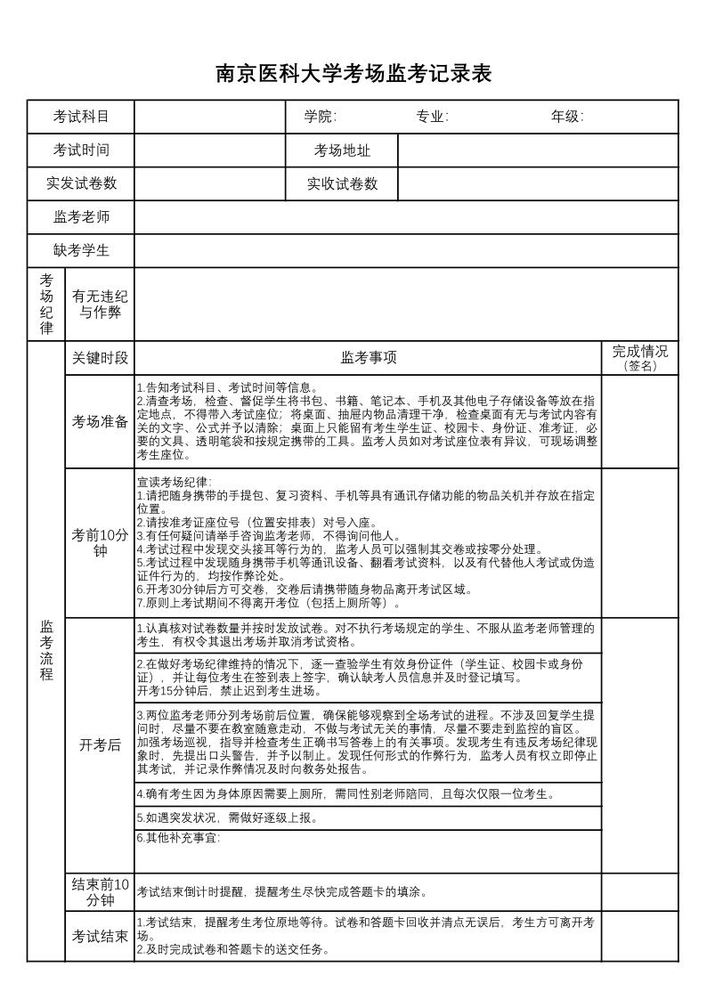 南京医科大学考场监考记录表
考试科目 学院: 专业: 年级:
考试时间 考场地址
实发试卷数 实收试卷数
监考老师
缺考学生
考场纪律 有无违纪
与作弊
监考流程
关键时段 监考事项 完成情况
(签名)
考场准备
1.告知考试科目、考试时间等信息。
2.清查考场，检查、督促学生将书包、书籍、笔记本、手机及其他电子存储设备等放在指
定地点，不得带入考试座位；将桌面、抽屉内物品清理干净，检查桌面有无与考试内容有
关的文字、公式并予以清除；桌面上只能留有考生学生证、校园卡、身份证、准考证，必
要的文具、透明笔袋和按规定携带的工具。监考人员如对考试座位表有异议，可现场调整
考生座位。
考前10分
钟
宣读考场纪律:
1.请把随身携带的手提包、复习资料、手机等具有通讯存储功能的物品关机并存放在指定
位置。
2.请按准考证座位号（位置安排表）对号入座。
3.有任何疑问请举手咨询监考老师，不得询问他人。
4.考试过程中发现交头接耳等行为的，监考人员可以强制其交卷或按零分处理。
5.考试过程中发现随身携带手机等通讯设备、翻看考试资料，以及有代替他人考试或伪造
证件行为的，均按作弊论处。
6.开考30分钟后方可交卷，交卷后请携带随身物品离开考试区域。
7.原则上考试期间不得离开考位（包括上厕所等）。
开考后
1.认真核对试卷数量并按时发放试卷。对不执行考场规定的学生、不服从监考老师管理的
考生，有权令其退出考场并取消考试资格。
2.在做好考场纪律维持的情况下，逐一查验学生有效身份证件（学生证、校园卡或身份
证），并让每位考生在签到表上签字，确认缺考人员信息并及时登记填写。
开考15分钟后，禁止迟到考生进场。
3.两位监考老师分列考场前后位置，确保能够观察到全场考试的进程。不涉及回复学生提
问时，尽量不要在教室随意走动，不做与考试无关的事情，尽量不要走到监控的盲区。
加强考场巡视，指导并检查考生正确书写答卷上的有关事项。发现考生有违反考场纪律现
象时，先提出口头警告，并予以制止。发现任何形式的作弊行为，监考人员有权立即停止
其考试，并记录作弊情况及时向教务处报告。
4.确有考生因为身体原因需要上厕所，需同性别老师陪同，且每次仅限一位考生。
5.如遇突发状况，需做好逐级上报。
6.其他补充事宜:
结束前10
分钟
考试结束倒计时提醒，提醒考生尽快完成答题卡的填涂。
考试结束
1.考试结束，提醒考生考位原地等待。试卷和答题卡回收并清点无误后，考生方可离开考
场。
2.及时完成试卷和答题卡的送交任务。